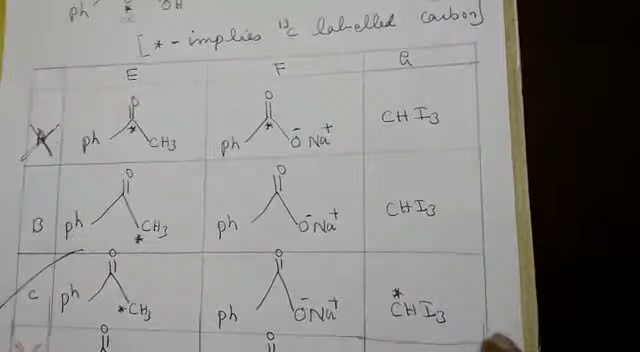 ph * OH
[* - implies 13C labelled carbon]
E F G
A O ph * CH3 O ph * O- Na+ CHI3
B O ph CH3 * O ph O- Na+ CHI3
C O ph *CH3 O ph O- Na+ *CHI3
O O